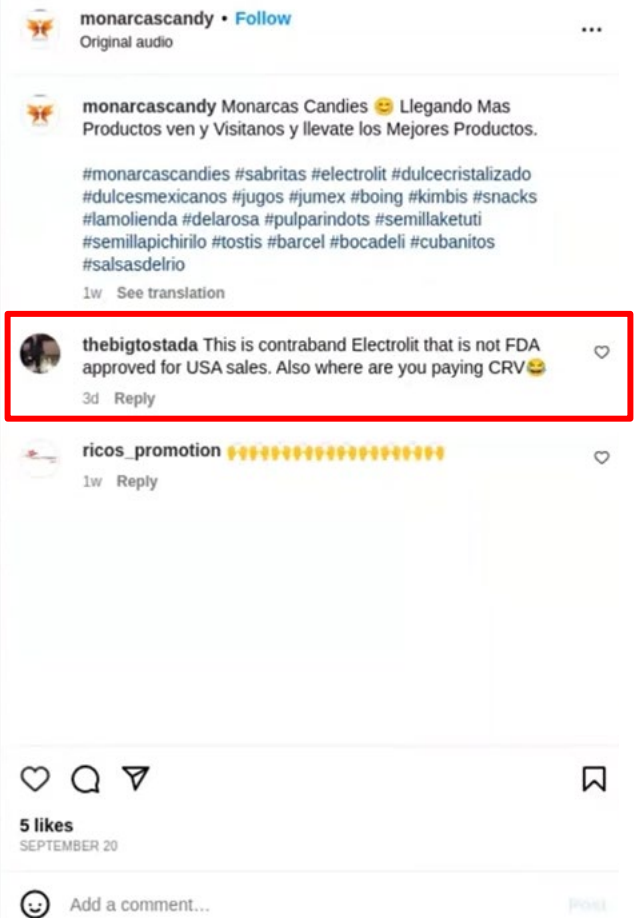 monarcascandy • Follow
Original audio
monarcascandy Monarcas Candies 😊 Llegando Mas
Productos ven y Visitanos y llevate los Mejores Productos.
#monarcascandies #sabritas #electrolit #dulcecristalizado
#dulcesmexicanos #jugos #jumex #boing #kimbis #snacks
#lamolienda #delarosa #pulparindots #semillaketuti
#semillapichirilo #tostis #barcel #bocadeli #cubanitos
#salsasdelrio
1w See translation
thebigtostada This is contraband Electrolit that is not FDA
approved for USA sales. Also where are you paying CRV😂
3d Reply
ricos_promotion 🙌🙌🙌🙌🙌🙌🙌🙌🙌🙌
1w Reply
5 likes
SEPTEMBER 20
Add a comment... Post